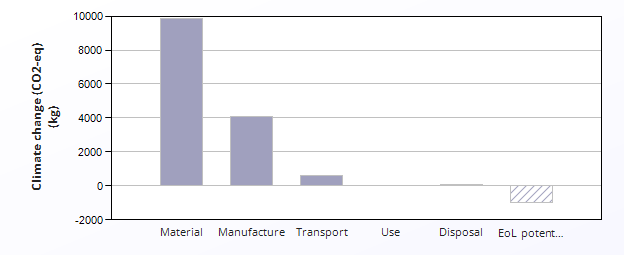 Climate change (CO2-eq)
(kg)
10000
8000
6000
4000
2000
0
-2000
Material Manufacture Transport Use Disposal EoL potent...